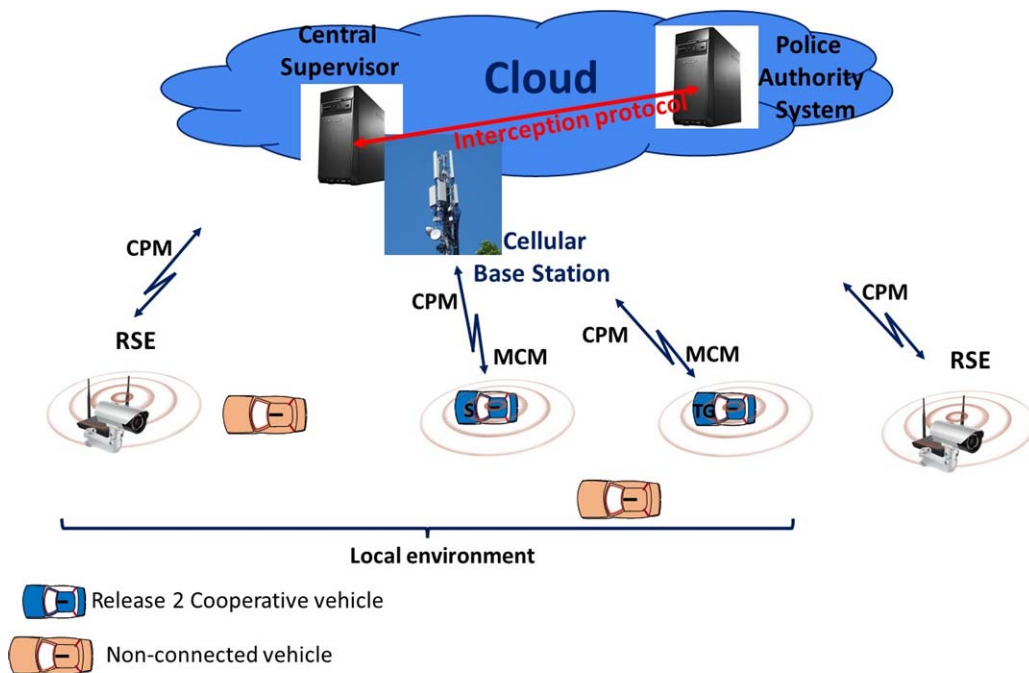 Central
Supervisor
Cloud
Police
Authority
System
Interception protocol
Cellular
Base Station
CPM
RSE
CPM
MCM
CPM
MCM
CPM
RSE
S
TG
Local environment
Release 2 Cooperative vehicle
Non-connected vehicle